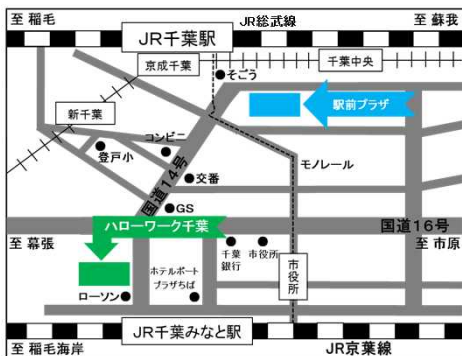 至 稲毛
JR総武線
至 蘇我
JR千葉駅
京成千葉
そごう
千葉中央
駅前プラザ
新千葉
コンビニ
登戸小
交番
モノレール
国道14号
GS
ハローワーク千葉
国道16号
至 幕張
千葉
銀行
市役所
至 市原
ホテルポート
プラザちば
市役所
ローソン
JR千葉みなと駅
至 稲毛海岸
JR京葉線